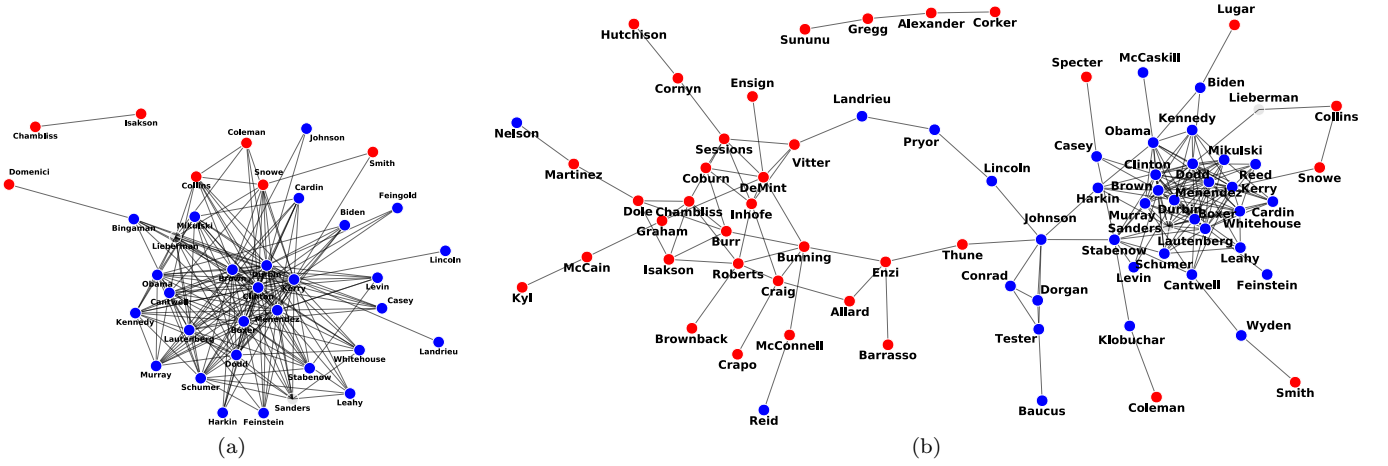 Isakson
Chambliss
Domenici
Coleman
Johnson
Smith
Collins
Snowe
Cardin
Feingold
Biden
Bingaman
Mikulski
Lieberman
Lincoln
Obama
Brown
Durbin
Kerry
Levin
Cantwell
Clinton
Casey
Kennedy
Menendez
Lautenberg
Boxer
Landrieu
Murray
Dodd
Whitehouse
Schumer
Stabenow
Sanders
Leahy
Harkin
Feinstein
(a)
Hutchison
Sununu
Gregg
Alexander
Corker
Lugar
Cornyn
Ensign
Specter
McCaskill
Biden
Nelson
Landrieu
Lieberman
Collins
Sessions
Pryor
Obama
Kennedy
Martinez
Vitter
Lincoln
Casey
Clinton
Mikulski
Coburn
DeMint
Dodd
Reed
Snowe
Dole
Chambliss
Inhofe
Brown
Menendez
Kerry
Harkin
Graham
Burr
Johnson
Murray
Durbin
Boxer
Cardin
Whitehouse
Sanders
McCain
Isakson
Roberts
Bunning
Enzi
Thune
Stabenow
Lautenberg
Schumer
Leahy
Kyl
Craig
Conrad
Dorgan
Levin
Cantwell
Feinstein
Allard
Brownback
McConnell
Tester
Klobuchar
Wyden
Crapo
Barrasso
Reid
Baucus
Coleman
Smith
(b)